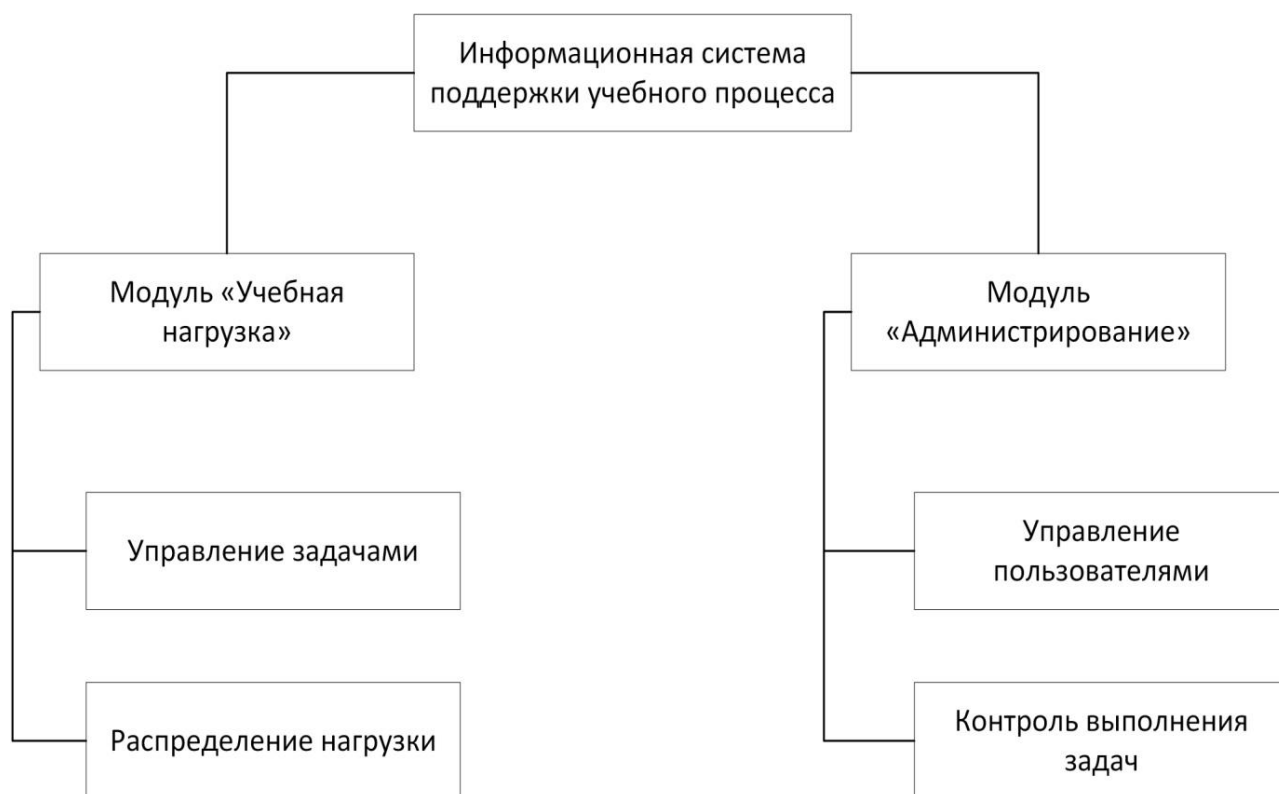 Информационная система
поддержки учебного процесса
Модуль «Учебная
нагрузка»
Модуль
«Администрирование»
Управление задачами
Управление
пользователями
Распределение нагрузки
Контроль выполнения
задач